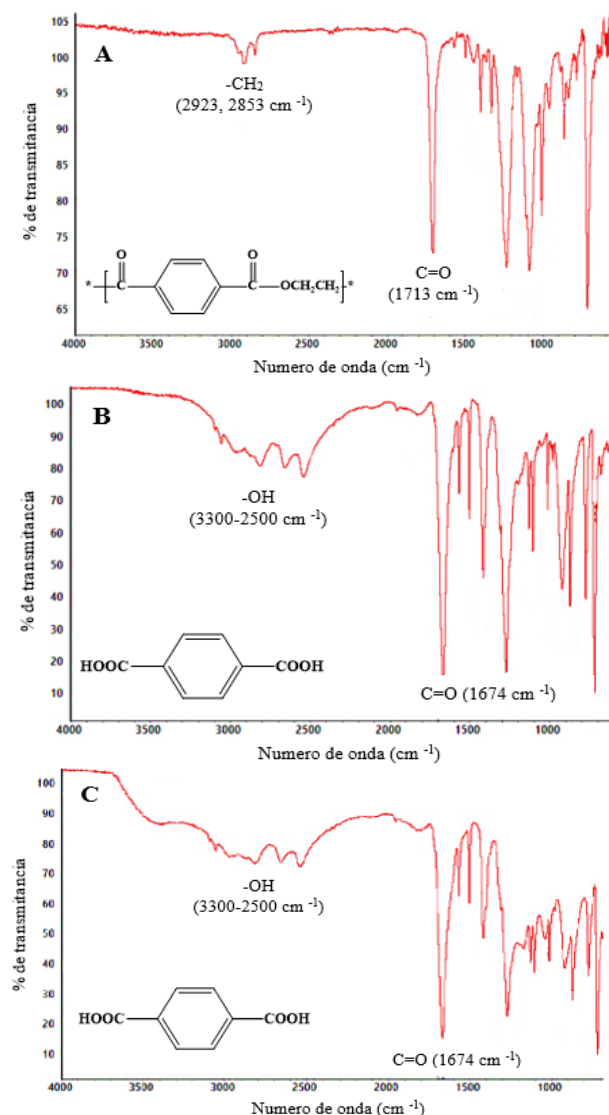 105
100
95
90
85
80
75
70
65
% de transmitancia
A
-CH2
(2923, 2853 cm -1)
C=O
(1713 cm -1)
O
O
*
C
C
OCH2CH2
*
4000
3500
3000
2500
2000
1500
1000
Numero de onda (cm -1)
100
90
80
70
60
50
40
30
20
10
% de transmitancia
B
-OH
(3300-2500 cm -1)
HOOC
COOH
C=O (1674 cm -1)
4000
3500
3000
2500
2000
1500
1000
Numero de onda (cm -1)
100
90
80
70
60
50
40
30
20
10
% de transmitancia
C
-OH
(3300-2500 cm -1)
HOOC
COOH
C=O (1674 cm -1)
4000
3500
3000
2500
2000
1500
1000
Numero de onda (cm -1)